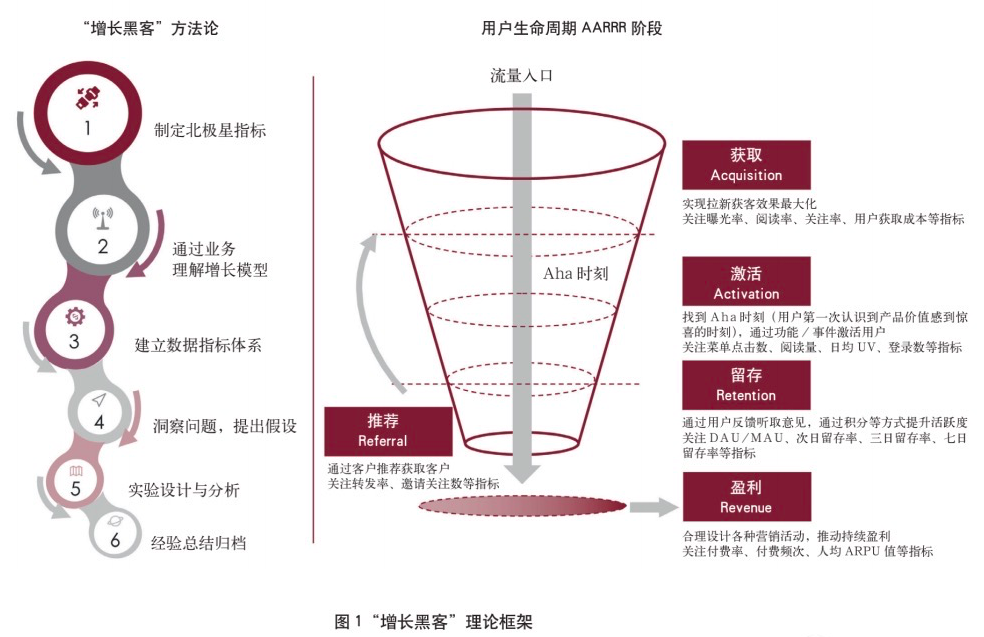 “增长黑客”方法论
1
制定北极星指标
2
通过业务
理解增长模型
3
建立数据指标体系
4
洞察问题，提出假设
5
实验设计与分析
6
经验总结归档
用户生命周期 AARRR 阶段
流量入口
Aha 时刻
获取
Acquisition
实现拉新获客效果最大化
关注曝光率、阅读率、关注率、用户获取成本等指标
激活
Activation
找到 Aha 时刻（用户第一次认识到产品价值感到惊
喜的时刻），通过功能／事件激活用户
关注菜单点击数、阅读量、日均 UV、登录数等指标
留存
Retention
通过用户反馈听取意见，通过积分等方式提升活跃度
关注 DAU/MAU、次日留存率、三日留存率、七日
留存率等指标
推荐
Referral
通过客户推荐获取客户
关注转发率、邀请关注数等指标
盈利
Revenue
合理设计各种营销活动，推动持续盈利
关注付费率、付费频次、人均 ARPU 值等指标
图 1 “增长黑客”理论框架